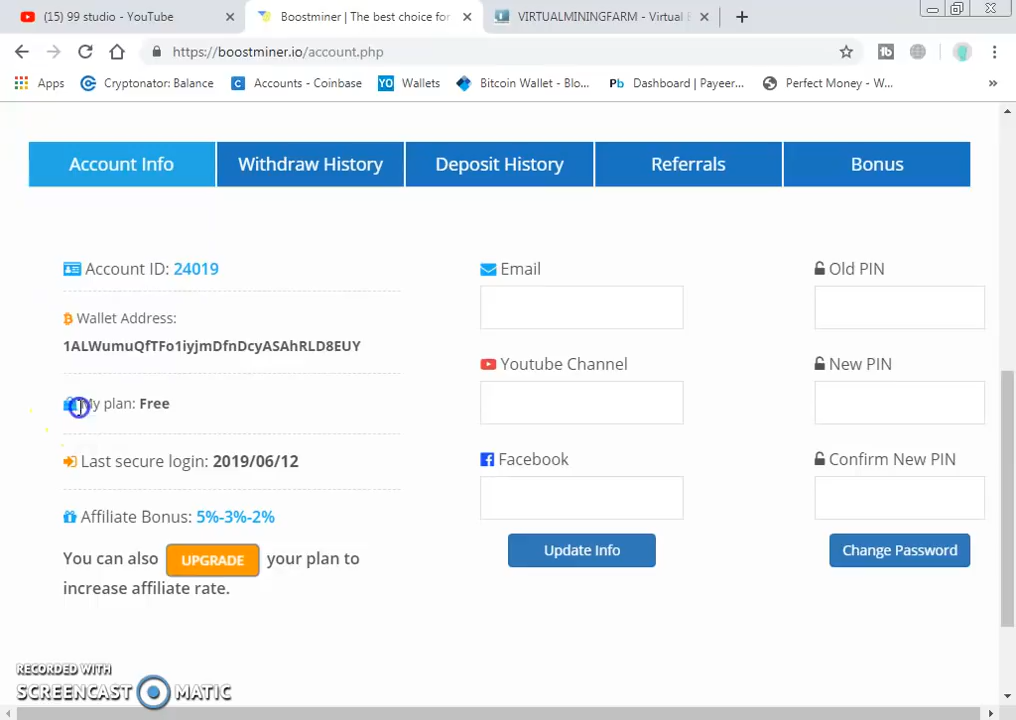 (15) 99 studio - YouTube
Boostminer | The best choice for
VIRTUALMININGFARM - Virtual
https://boostminer.io/account.php
Apps
Cryptonator: Balance
Accounts - Coinbase
YO Wallets
Bitcoin Wallet - Blo...
Pb Dashboard | Payeer...
Perfect Money - W...
»
Account Info
Withdraw History
Deposit History
Referrals
Bonus
Account ID: 24019
Wallet Address:
1ALWumuQfTFo1iyjmDfnDcyASAhRLD8EUY
My plan: Free
Last secure login: 2019/06/12
Affiliate Bonus: 5%-3%-2%
You can also UPGRADE your plan to
increase affiliate rate.
Email
Youtube Channel
Facebook
Update Info
Old PIN
New PIN
Confirm New PIN
Change Password
RECORDED WITH
SCREENCAST MATIC